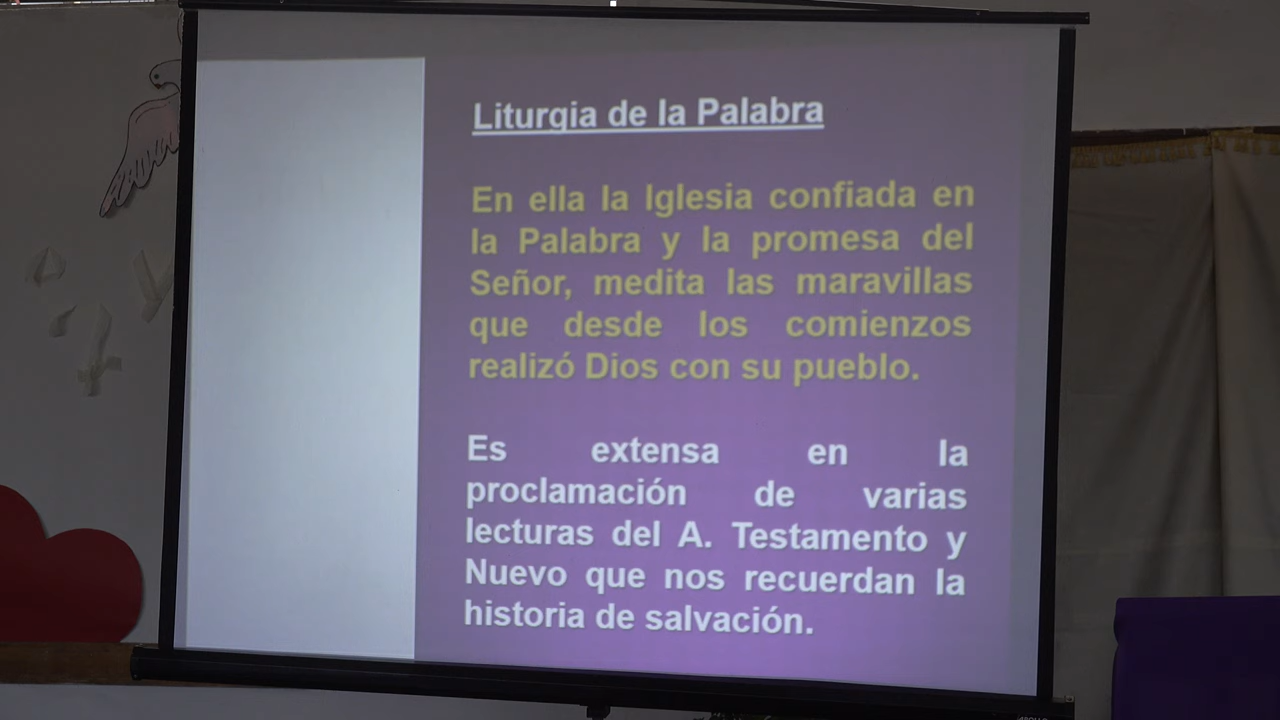 Liturgia de la Palabra
En ella la Iglesia confiada en
la Palabra y la promesa del
Señor, medita las maravillas
que desde los comienzos
realizó Dios con su pueblo.
Es extensa en la
proclamación de varias
lecturas del A. Testamento y
Nuevo que nos recuerdan la
historia de salvación.